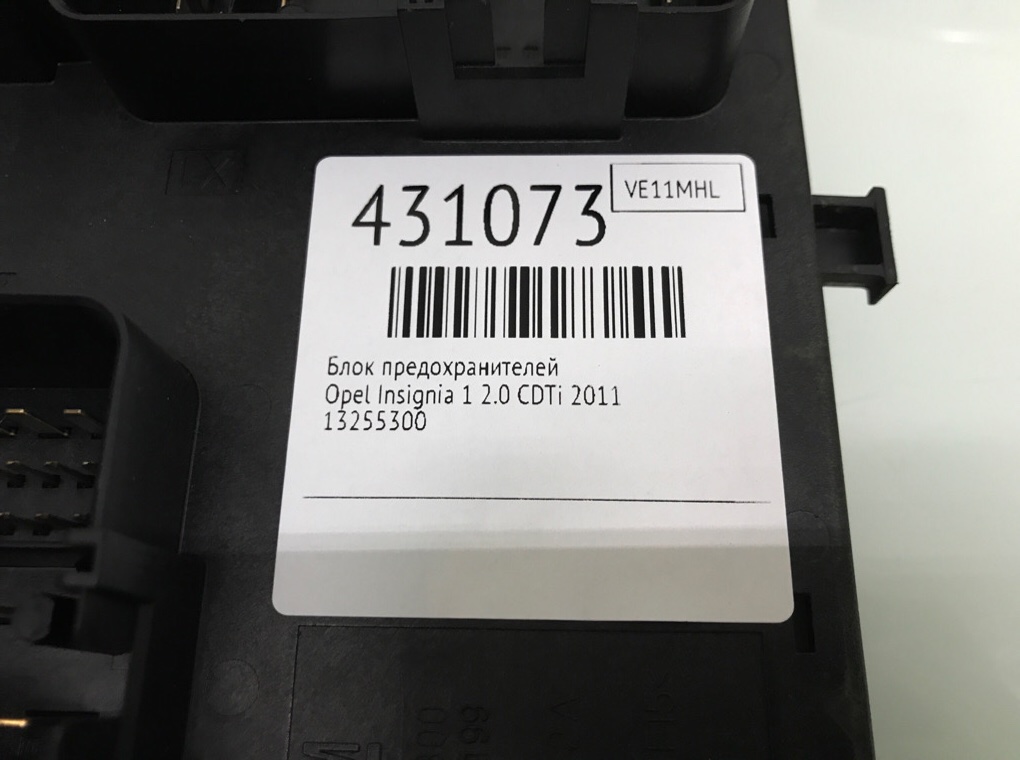 431073
VE11MHL
Блок предохранителей
Opel Insignia 1 2.0 CDTi 2011
13255300